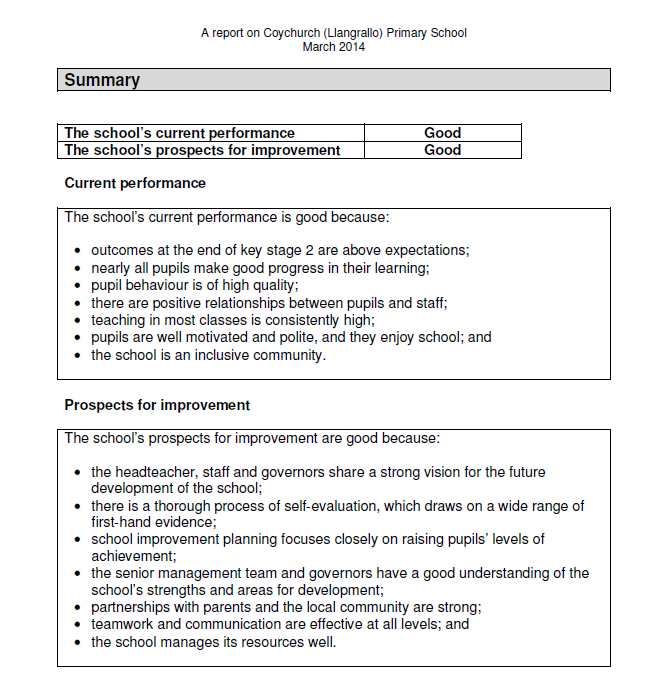 A report on Coychurch (Llangrallo) Primary School
March 2014
Summary
The school's current performance Good
The school's prospects for improvement Good
Current performance
The school's current performance is good because:
• outcomes at the end of key stage 2 are above expectations;
• nearly all pupils make good progress in their learning;
• pupil behaviour is of high quality;
• there are positive relationships between pupils and staff;
• teaching in most classes is consistently high;
• pupils are well motivated and polite, and they enjoy school; and
• the school is an inclusive community.
Prospects for improvement
The school's prospects for improvement are good because:
• the headteacher, staff and governors share a strong vision for the future
development of the school;
• there is a thorough process of self-evaluation, which draws on a wide range of
first-hand evidence;
• school improvement planning focuses closely on raising pupils' levels of
achievement;
• the senior management team and governors have a good understanding of the
school's strengths and areas for development;
• partnerships with parents and the local community are strong;
• teamwork and communication are effective at all levels; and
• the school manages its resources well.